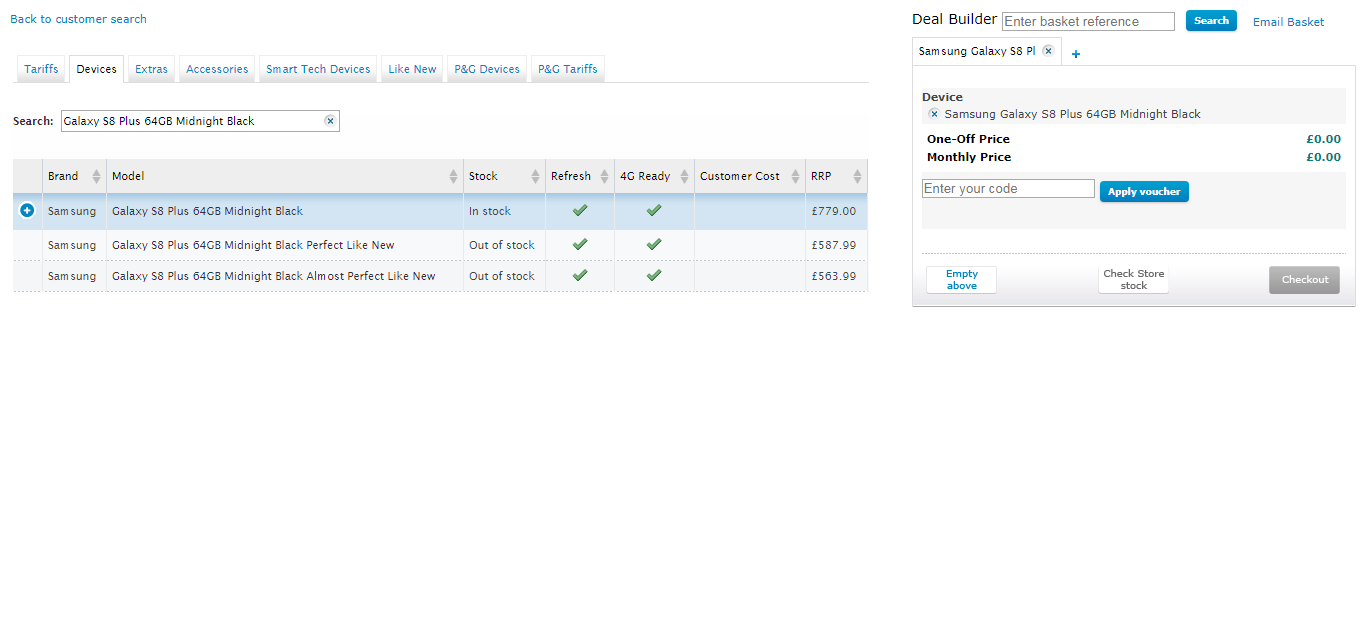 Back to customer search
Deal Builder Enter basket reference Search Email Basket
Samsung Galaxy S8 Pl
Tariffs Devices Extras Accessories Smart Tech Devices Like New P&G Devices P&G Tariffs
Search: Galaxy S8 Plus 64GB Midnight Black
Brand Model Stock Refresh 4G Ready Customer Cost RRP
Samsung Galaxy S8 Plus 64GB Midnight Black In stock £779.00
Samsung Galaxy S8 Plus 64GB Midnight Black Perfect Like New Out of stock £587.99
Samsung Galaxy S8 Plus 64GB Midnight Black Almost Perfect Like New Out of stock £563.99
Device
Samsung Galaxy S8 Plus 64GB Midnight Black
One-Off Price £0.00
Monthly Price £0.00
Enter your code Apply voucher
Empty above
Check Store stock
Checkout